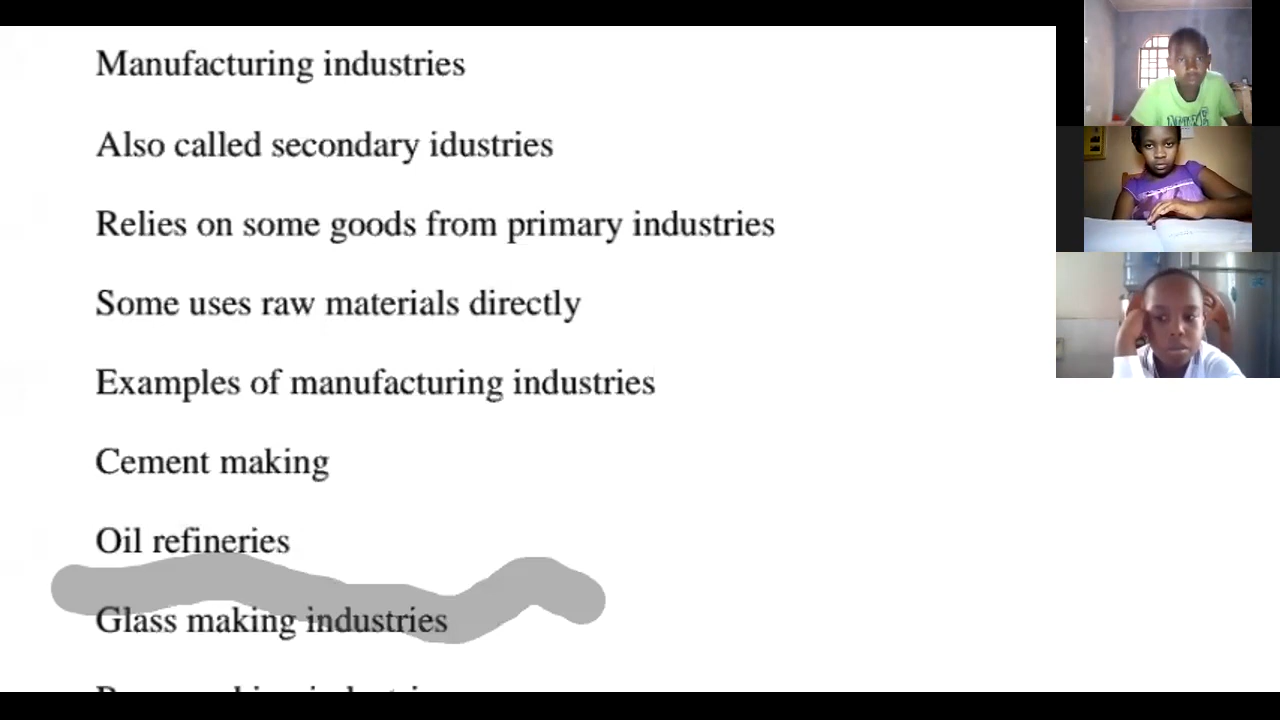 Manufacturing industries
Also called secondary idustries
Relies on some goods from primary industries
Some uses raw materials directly
Examples of manufacturing industries
Cement making
Oil refineries
Glass making industries